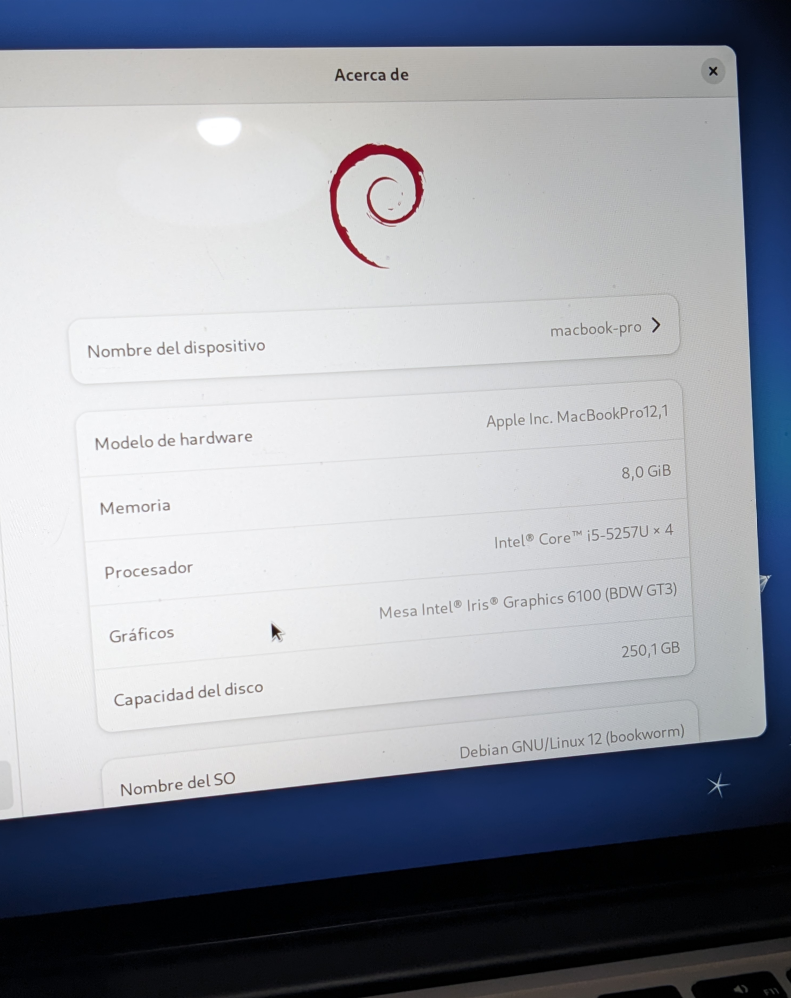 Acerca de
Nombre del dispositivo macbook-pro
Modelo de hardware Apple Inc. MacBookPro12,1
Memoria 8,0 GiB
Procesador Intel® Core™ i5-5257U × 4
Gráficos Mesa Intel® Iris® Graphics 6100 (BDW GT3)
Capacidad del disco 250,1 GB
Nombre del SO Debian GNU/Linux 12 (bookworm)
F11